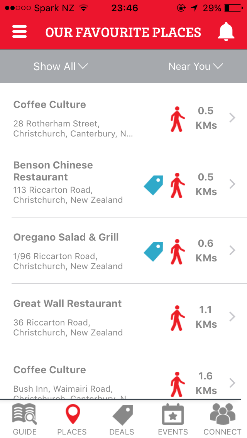 Spark NZ 23:46 29%
OUR FAVOURITE PLACES
Show All Near You
Coffee Culture
28 Rotherham Street,
Christchurch, Canterbury, N...
0.5
KMs
Benson Chinese
Restaurant
113 Riccarton Road,
Christchurch, New Zealand
0.5
KMs
Oregano Salad & Grill
1/96 Riccarton Road,
Christchurch, New Zealand
0.6
KMs
Great Wall Restaurant
36 Riccarton Road,
Christchurch, New Zealand
1.1
KMs
Coffee Culture
Bush Inn, Waimairi Road,
Christchurch, Canterbury, N...
1.6
KMs
GUIDE PLACES DEALS EVENTS CONNECT